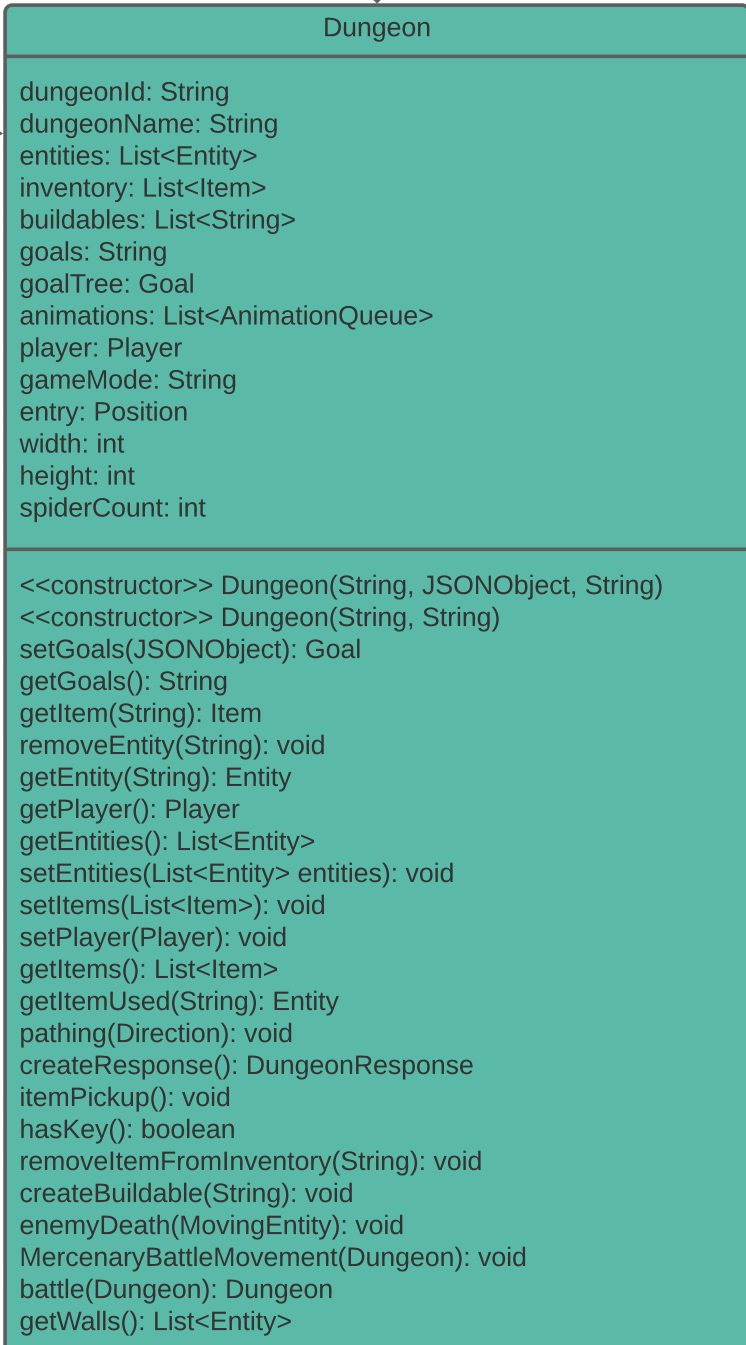 Dungeon
dungeonId: String
dungeonName: String
entities: List<Entity>
inventory: List<Item>
buildables: List<String>
goals: String
goalTree: Goal
animations: List<AnimationQueue>
player: Player
gameMode: String
entry: Position
width: int
height: int
spiderCount: int
<<constructor>> Dungeon(String, JSONObject, String)
<<constructor>> Dungeon(String, String)
setGoals(JSONObject): Goal
getGoals(): String
getItem(String): Item
removeEntity(String): void
getEntity(String): Entity
getPlayer(): Player
getEntities(): List<Entity>
setEntities(List<Entity> entities): void
setItems(List<Item>): void
setPlayer(Player): void
getItems(): List<Item>
getItemUsed(String): Entity
pathing(Direction): void
createResponse(): DungeonResponse
itemPickup(): void
hasKey(): boolean
removeItemFromInventory(String): void
createBuildable(String): void
enemyDeath(MovingEntity): void
MercenaryBattleMovement(Dungeon): void
battle(Dungeon): Dungeon
getWalls(): List<Entity>